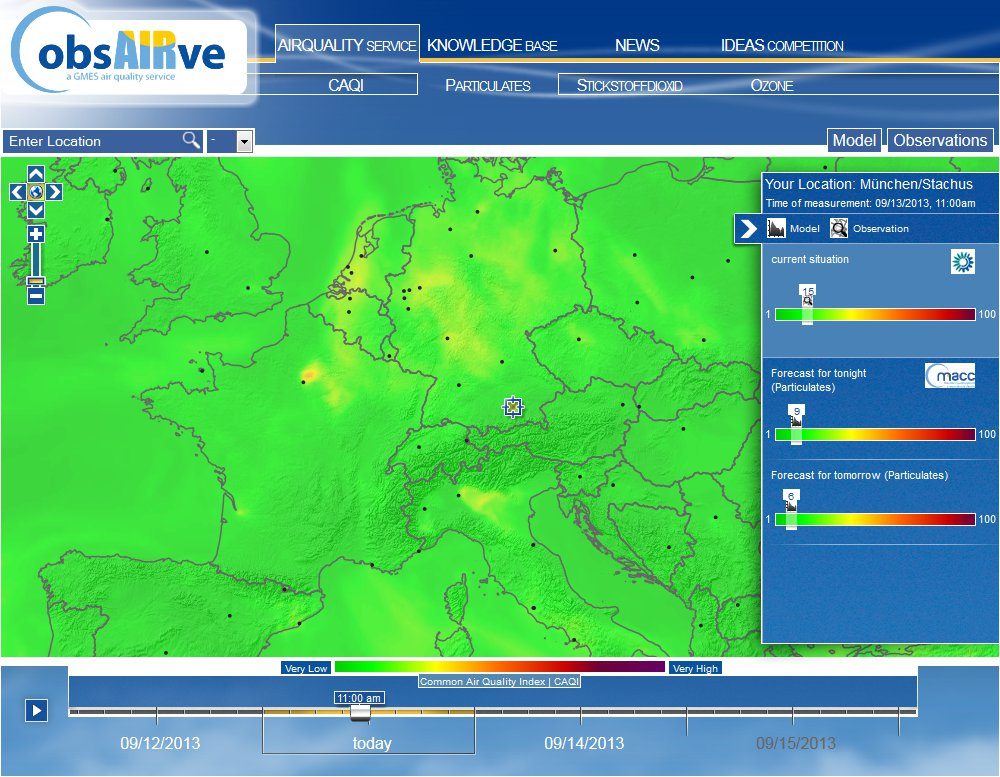 obsAIRve
a GMES air quality service
AIRQUALITY SERVICE KNOWLEDGE BASE NEWS IDEAS COMPETITION
CAQI PARTICULATES STICKSTOFFDIOXID OZONE
Enter Location -
Model Observations
Your Location: München/Stachus
Time of measurement: 09/13/2013, 11:00am
Model Observation
current situation
15
1 100
Forecast for tonight
(Particulates)
macc
9
1 100
Forecast for tomorrow (Particulates)
6
1 100
Very Low Very High
Common Air Quality Index | CAQI
11:00 am
09/12/2013 today 09/14/2013 09/15/2013